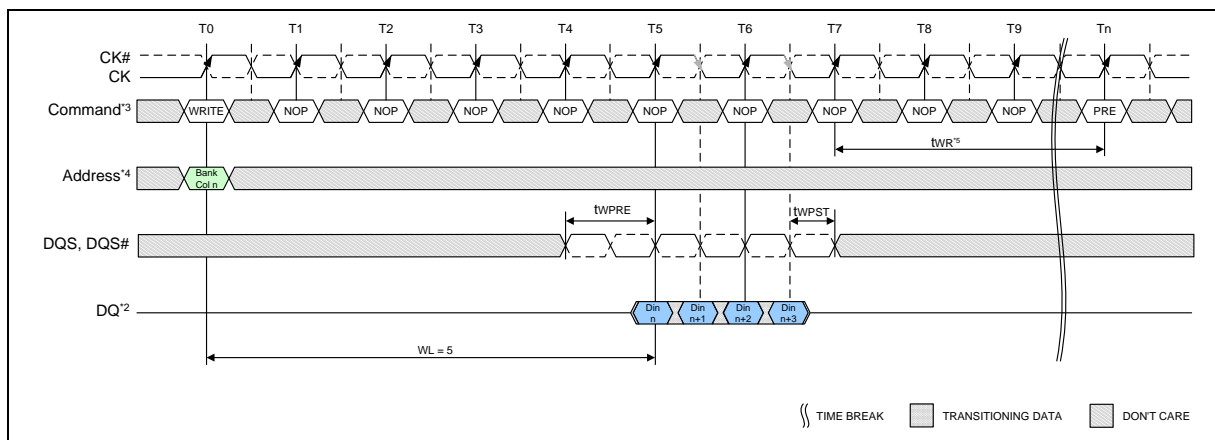 T0 T1 T2 T3 T4 T5 T6 T7 T8 T9 Tn
CK#
CK
Command*3 WRITE NOP NOP NOP NOP NOP NOP NOP NOP NOP PRE
tWR*5
Address*4 Bank
Col n
tWPRE tWPST
DQS, DQS#
DQ*2 Din
n Din
n+1 Din
n+2 Din
n+3
WL = 5
TIME BREAK TRANSITIONING DATA DON'T CARE